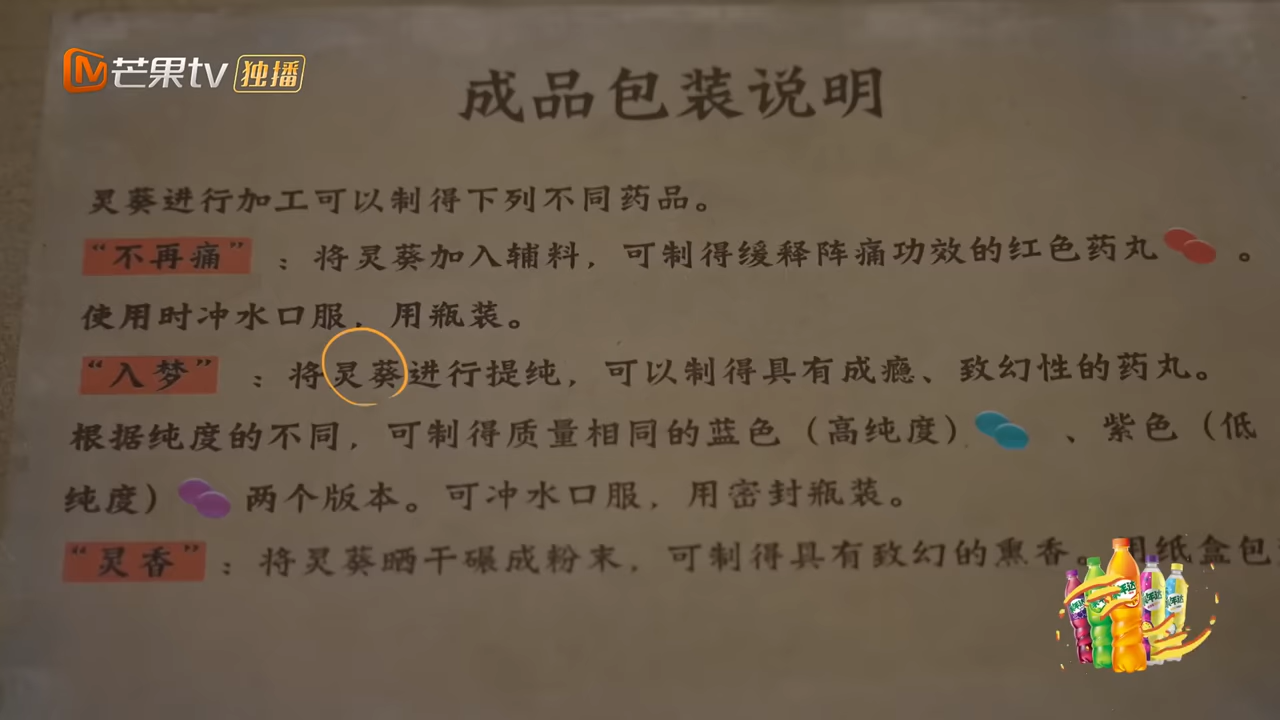 芒果tv 独播
成品包装说明
灵葵进行加工可以制得下列不同药品。
“不再痛”：将灵葵加入辅料，可制得缓释阵痛功效的红色药丸。
使用时冲水口服，用瓶装。
“入梦”：将灵葵进行提纯，可以制得具有成瘾、致幻性的药丸。
根据纯度的不同，可制得质量相同的蓝色（高纯度）、紫色（低
纯度）两个版本。可冲水口服，用密封瓶装。
“灵香”：将灵葵晒干碾成粉末，可制得具有致幻的熏香。用纸盒包